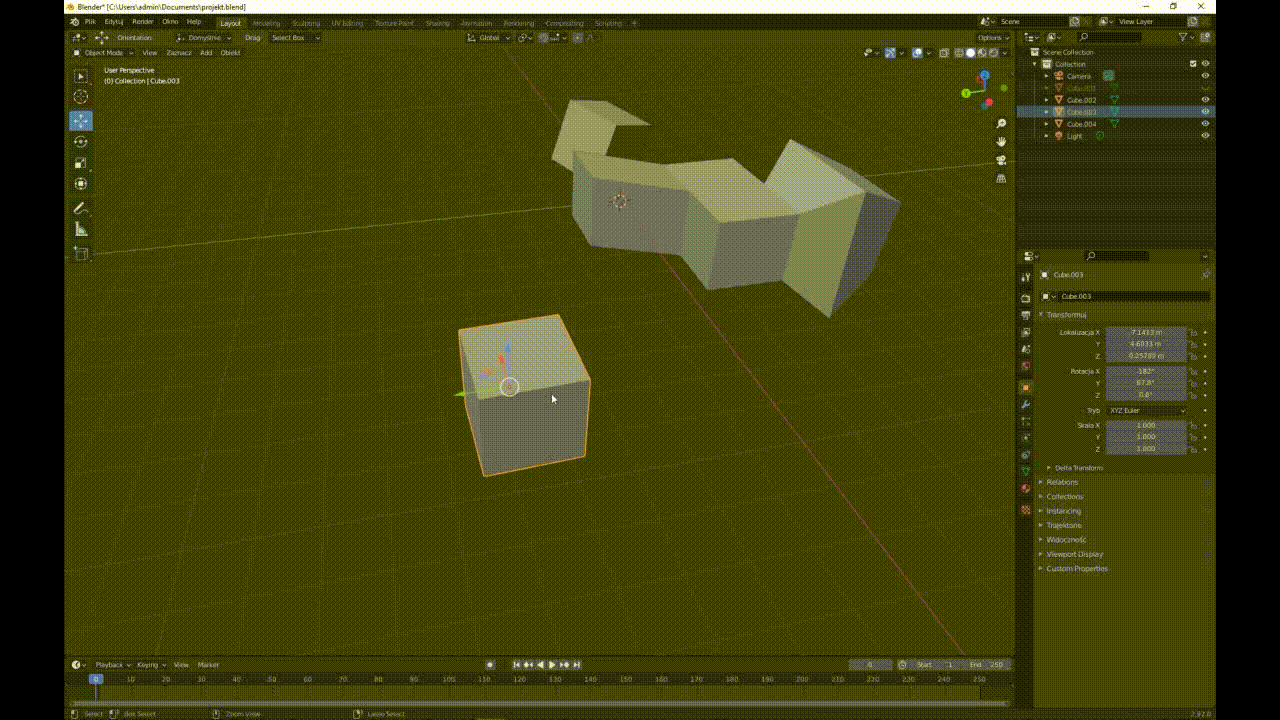 Blender* [C:\Users\admin\Documents\projekt.blend]
Plik Edytuj Render Okno Help Layout Modeling Sculpting UV Editing Texture Paint Shading Animation Rendering Compositing Scripting + Scene View Layer
Orientation: Domyślnie Drag: Select Box Global Options
Object Mode View Zaznacz Add Obiekt
User Perspective
(0) Collection | Cube.003
Scene Collection
Collection
Camera
Cube.001
Cube.002
Cube.003
Cube.004
Light
Cube.003
Cube.003
Transformuj
Lokalizacja X 7.1433 m
Y 4.6033 m
Z 0.25789 m
Rotacja X -182°
Y 87.8°
Z 0.8°
Tryb XYZ Euler
Skala X 1.000
Y 1.000
Z 1.000
Delta Transform
Relations
Collections
Instancing
Trajektorie
Widoczność
Viewport Display
Custom Properties
Playback Keying View Marker 0 Start 1 End 250
0 10 20 30 40 50 60 70 80 90 100 110 120 130 140 150 160 170 180 190 200 210 220 230 240 250
Select Box Select Zoom View Lasso Select 2.92.0